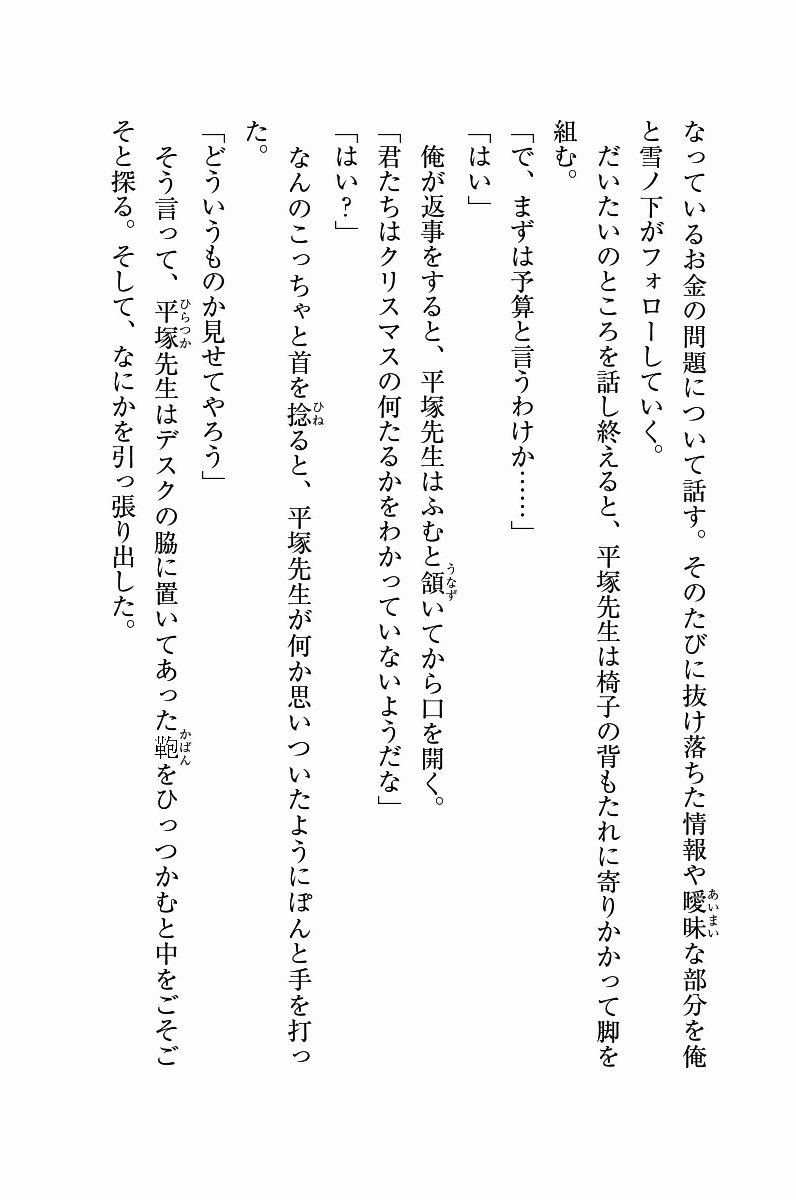 なっているお金の問題について話す。そのたびに抜け落ちた情報や曖昧な部分を俺
と雪ノ下がフォローしていく。
だいたいのところを話し終えると、平塚先生は椅子の背もたれに寄りかかって脚を
組む。
「で、まずは予算と言うわけか……」
「はい」
俺が返事をすると、平塚先生はふむと頷いてから口を開く。
「君たちはクリスマスの何たるかをわかっていないようだな」
「はい？」
なんのこっちゃと首を捻ると、平塚先生が何か思いついたようにぽんと手を打っ
た。
「どういうものか見せてやろう」
そう言って、平塚先生はデスクの脇に置いてあった鞄をひっつかむと中をごそご
そと探る。そして、なにかを引っ張り出した。